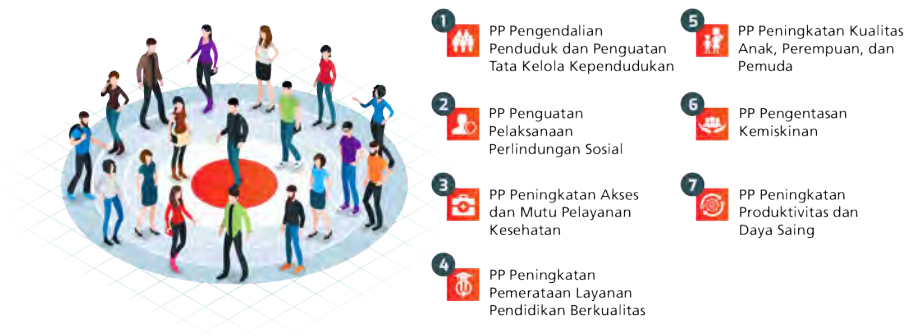 1
PP Pengendalian
Penduduk dan Penguatan
Tata Kelola Kependudukan
2
PP Penguatan
Pelaksanaan
Perlindungan Sosial
3
PP Peningkatan Akses
dan Mutu Pelayanan
Kesehatan
4
PP Peningkatan
Pemerataan Layanan
Pendidikan Berkualitas
5
PP Peningkatan Kualitas
Anak, Perempuan, dan
Pemuda
6
PP Pengentasan
Kemiskinan
7
PP Peningkatan
Produktivitas dan
Daya Saing